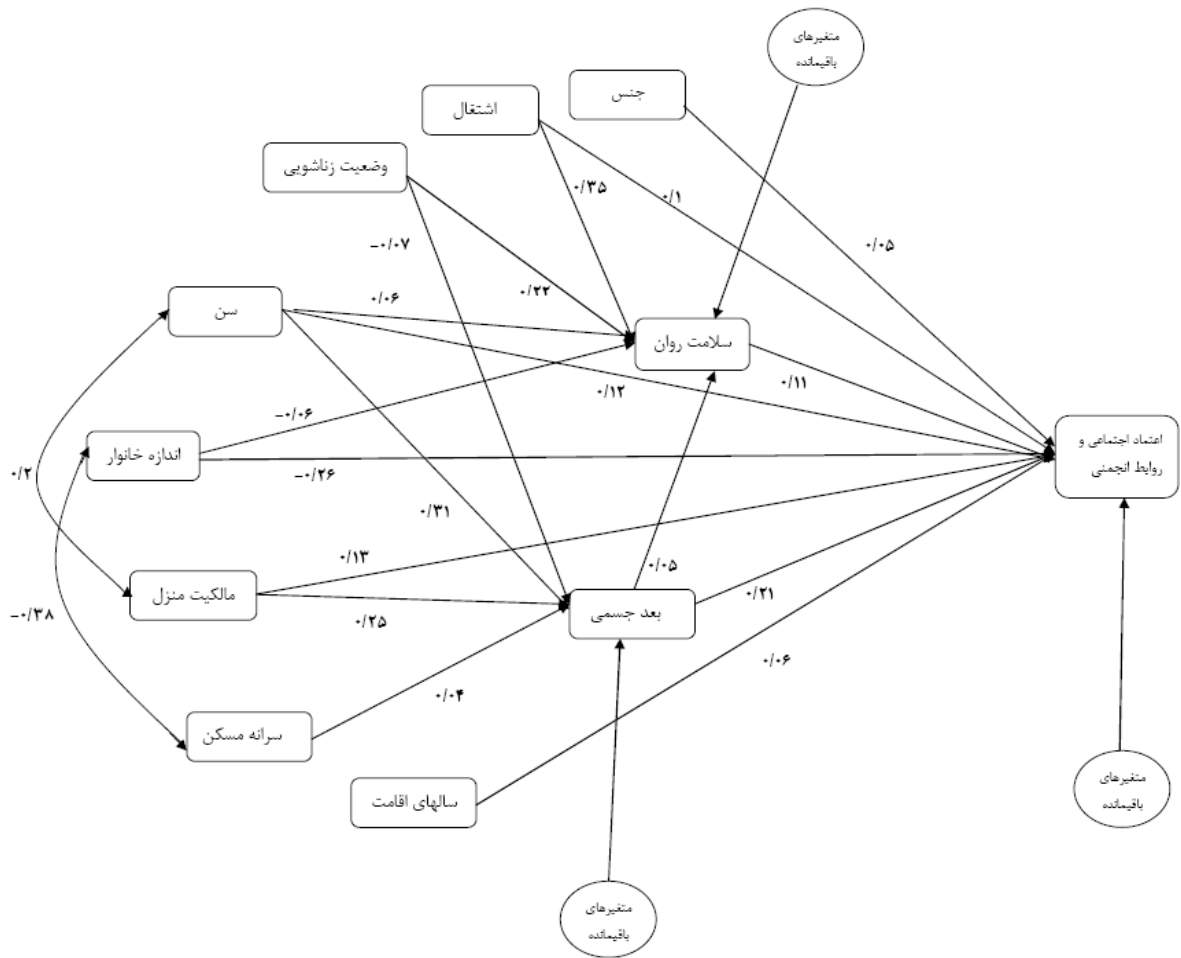 متغیرهای
باقیمانده
جنس
اشتغال
وضعیت زناشویی
۰/۳۵
۰/۱
۰/۰۵
-۰/۰۷
سن
۰/۰۶
۰/۲۲
سلامت روان
۰/۱۱
۰/۱۲
-۰/۰۶
اندازه خانوار
اعتماد اجتماعی و
روابط انجمنی
۰/۲
-۰/۲۶
۰/۳۱
۰/۱۳
۰/۰۵
مالکیت منزل
بعد جسمی
۰/۲۱
-۰/۳۸
۰/۲۵
۰/۰۶
۰/۰۴
سرانه مسکن
سالهای اقامت
متغیرهای
باقیمانده
متغیرهای
باقیمانده